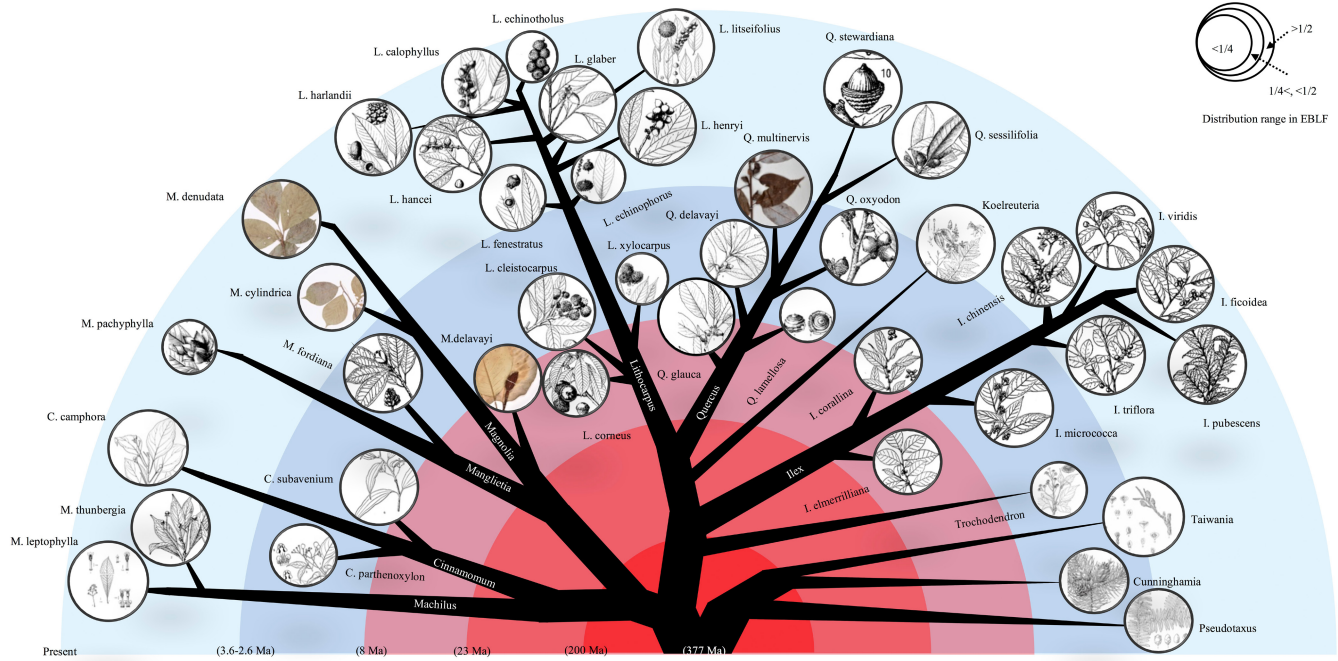 L. echinotholus
L. litseifolius
Q. stewardiana
L. calophyllus
L. glaber
>1/2
<1/4
10
L. harlandii
1/4<, <1/2
Distribution range in EBLF
L. henryi
Q. multinervis
Q. sessilifolia
M. denudata
L. hancei
L. echinophorus
Q. delavayi
Q. oxyodon
Koelreuteria
I. viridis
L. fenestratus
L. xylocarpus
L. cleistocarpus
M. cylindrica
I. chinensis
I. ficoidea
M. pachyphylla
M. fordiana
M.delavayi
Lithocarpus
Q. glauca
Quercus
Q. lamellosa
I. corallina
I. triflora
I. pubescens
C. camphora
Magnolia
L. corneus
I. micrococca
Manglietia
Ilex
C. subavenium
I. elmerrilliana
M. thunbergia
Trochodendron
Taiwania
M. leptophylla
C. parthenoxylon
Cinnamomum
Cunninghamia
Machilus
Pseudotaxus
Present
(3.6-2.6 Ma)
(8 Ma)
(23 Ma)
(200 Ma)
(377 Ma)